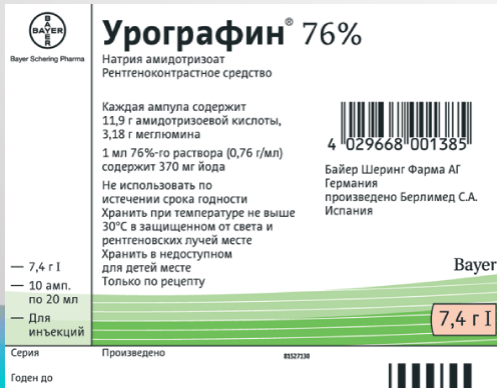 BAYER
BAYER
Bayer Schering Pharma
Урографин® 76%
Натрия амидотризоат
Рентгеноконтрастное средство
Каждая ампула содержит
11,9 г амидотризоевой кислоты,
3,18 г меглюмина
1 мл 76%-го раствора (0,76 г/мл)
содержит 370 мг йода
Не использовать по
истечении срока годности
Хранить при температуре не выше
30°C в защищенном от света и
рентгеновских лучей месте
Хранить в недоступном
для детей месте
Только по рецепту
4 029668 001385
Байер Шеринг Фарма АГ
Германия
произведено Берлимед С.А.
Испания
— 7,4 г I
— 10 амп.
по 20 мл
— Для
инъекций
Bayer
7,4 г I
Серия
Произведено
81527130
Годен до